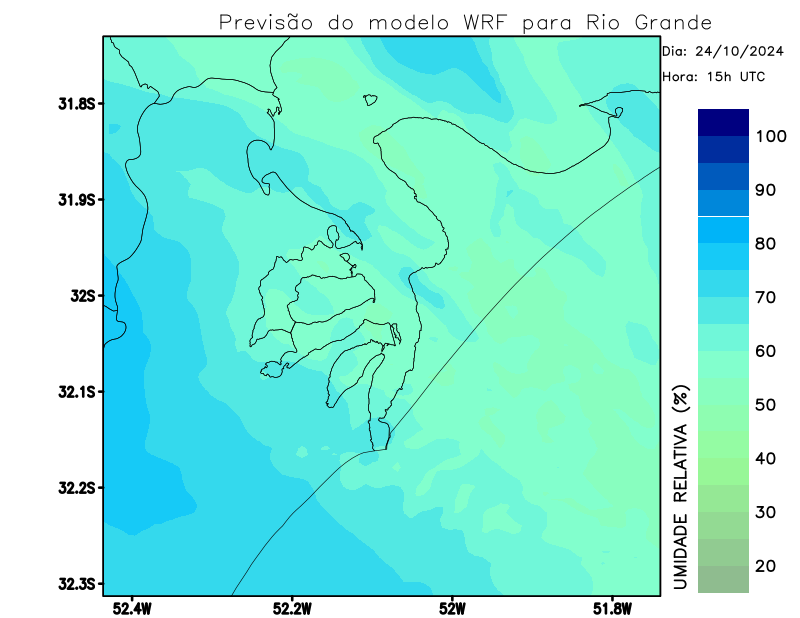 Previsão do modelo WRF para Rio Grande
Dia: 24/10/2024
Hora: 15h UTC
31.8S
31.9S
32S
32.1S
32.2S
32.3S
52.4W 52.2W 52W 51.8W
100
90
80
70
60
50
40
30
20
UMIDADE RELATIVA (%)